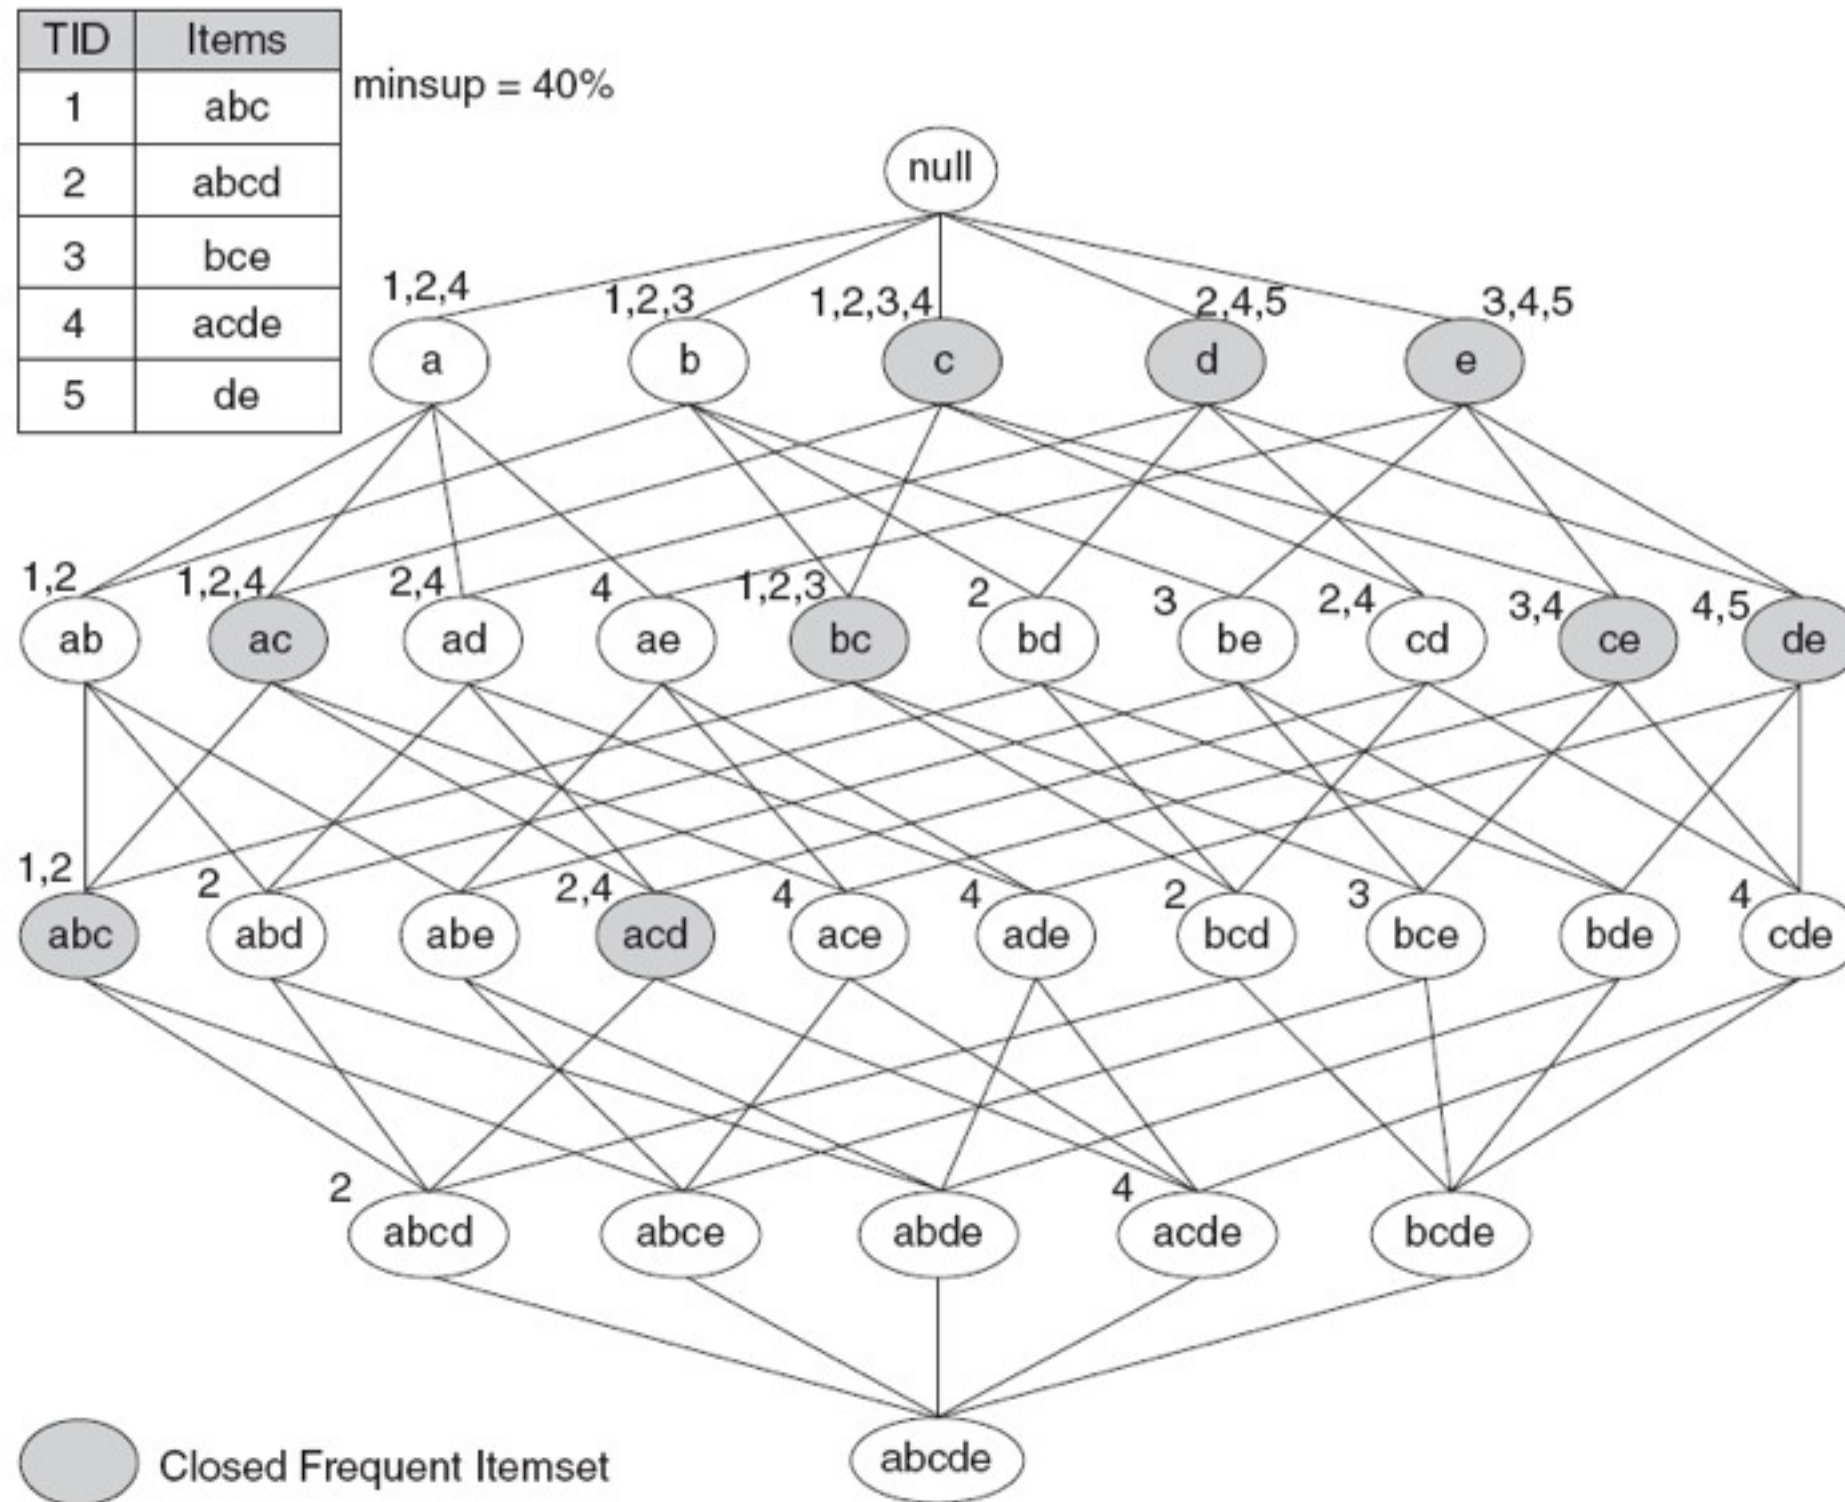 TID Items
1 abc
2 abcd
3 bce
4 acde
5 de
minsup = 40%
null
1,2,4 1,2,3 1,2,3,4 2,4,5 3,4,5
a b c d e
1,2 1,2,4 2,4 4 1,2,3 2 3 2,4 3,4 4,5
ab ac ad ae bc bd be cd ce de
1,2 2 2,4 4 4 2 3 4
abc abd abe acd ace ade bcd bce bde cde
2 4
abcd abce abde acde bcde
abcde
Closed Frequent Itemset